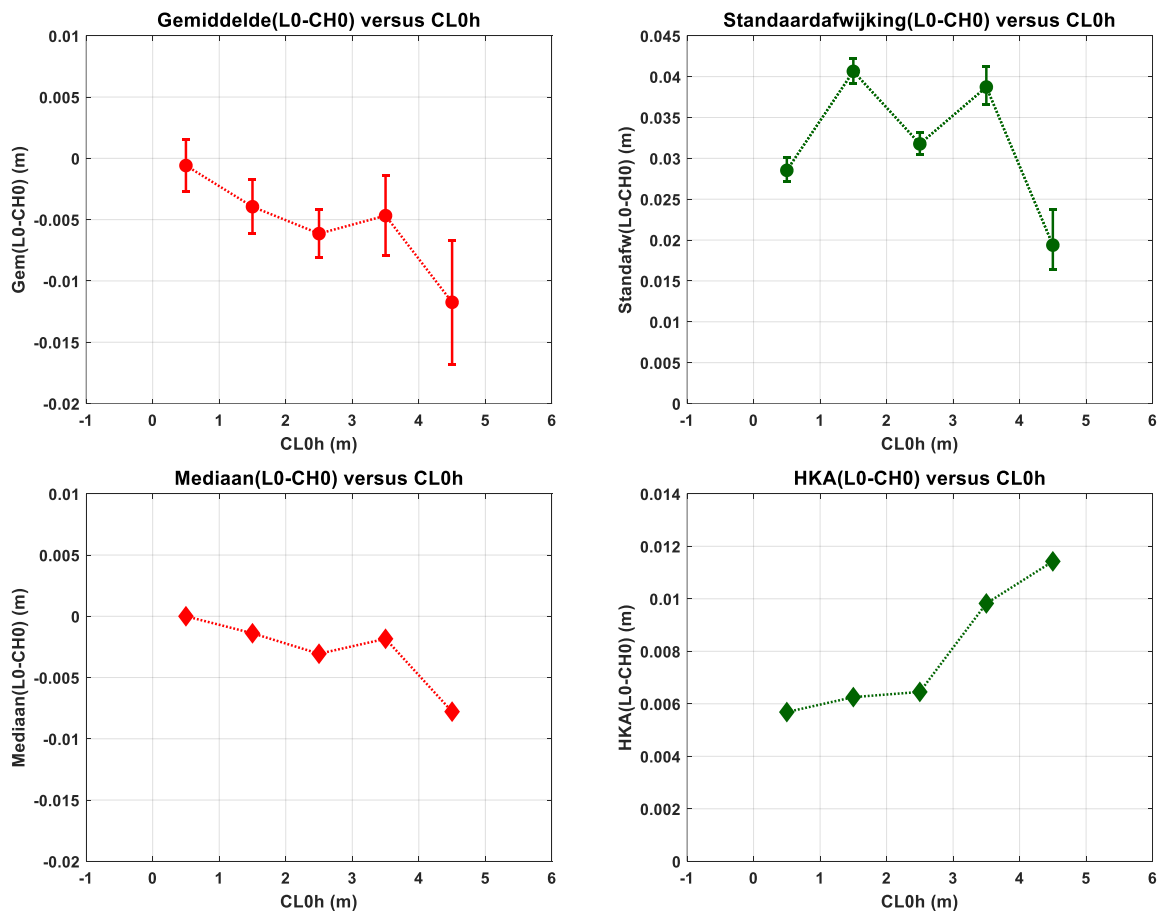 Gemiddelde(L0-CH0) versus CL0h
0.01
0.005
0
-0.005
-0.01
-0.015
-0.02
Gem(L0-CH0) (m)
-1 0 1 2 3 4 5 6
CL0h (m)
Standaardafwijking(L0-CH0) versus CL0h
0.045
0.04
0.035
0.03
0.025
0.02
0.015
0.01
0.005
0
Standafw(L0-CH0) (m)
-1 0 1 2 3 4 5 6
CL0h (m)
Mediaan(L0-CH0) versus CL0h
0.01
0.005
0
-0.005
-0.01
-0.015
-0.02
Mediaan(L0-CH0) (m)
-1 0 1 2 3 4 5 6
CL0h (m)
HKA(L0-CH0) versus CL0h
0.014
0.012
0.01
0.008
0.006
0.004
0.002
0
HKA(L0-CH0) (m)
-1 0 1 2 3 4 5 6
CL0h (m)